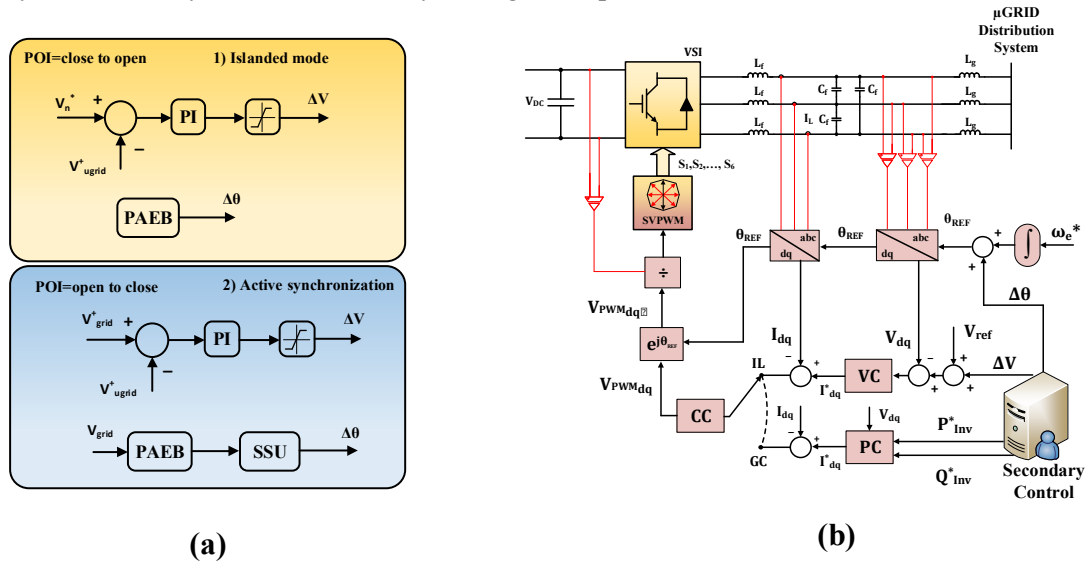 POI=close to open
1) Islanded mode
Vn*
+
−
V+ugrid
PI
ΔV
PAEB
Δθ
POI=open to close
2) Active synchronization
V+grid
+
−
V+ugrid
PI
ΔV
Vgrid
PAEB
SSU
Δθ
(a)
µGRID
Distribution
System
VSI
VDC
Lf
Lf
Lf
IL
Cf
Cf
Cf
Lg
Lg
Lg
S1,S2,…, S6
SVPWM
÷
VPWMdq
ejθREF
VPWMdq
CC
θREF
abc
dq
θREF
abc
dq
θREF
+
+
∫
ωe*
Δθ
Idq
Vdq
Vref
ΔV
IL
−
+
I*dq
VC
−
+
+
+
GC
Idq
−
+
I*dq
Vdq
PC
P*Inv
Q*Inv
Secondary
Control
(b)